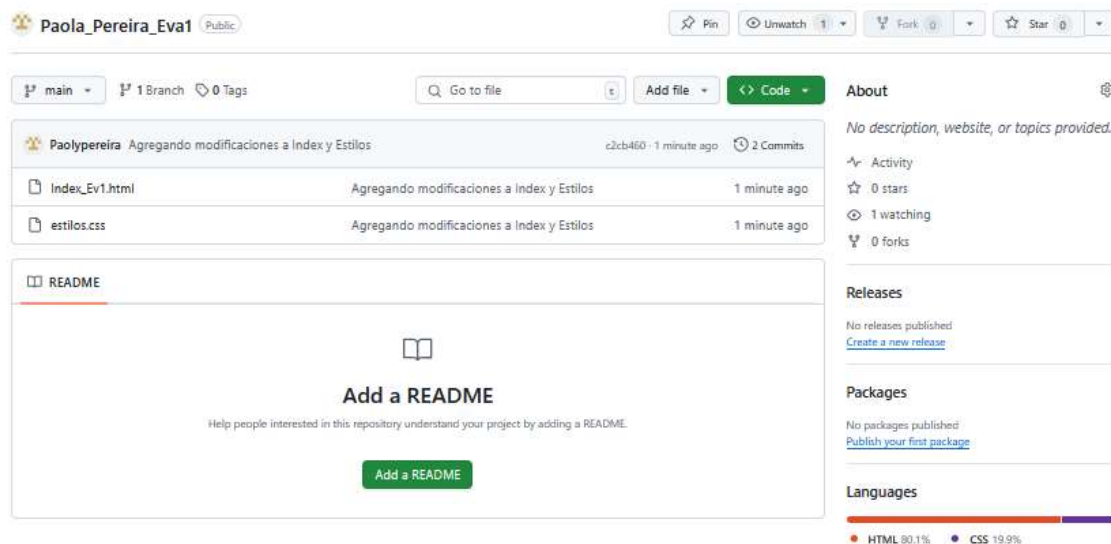 Paola_Pereira_Eva1 Public
Pin
Unwatch 1
Fork 0
Star 0
main
1 Branch
0 Tags
Go to file
t
Add file
<> Code
Paolypereira Agregando modificaciones a Index y Estilos
c2cb460 · 1 minute ago
2 Commits
Index_Ev1.html Agregando modificaciones a Index y Estilos 1 minute ago
estilos.css Agregando modificaciones a Index y Estilos 1 minute ago
README
Add a README
Help people interested in this repository understand your project by adding a README.
Add a README
About
No description, website, or topics provided.
Activity
0 stars
1 watching
0 forks
Releases
No releases published
Create a new release
Packages
No packages published
Publish your first package
Languages
HTML 80.1% CSS 19.9%